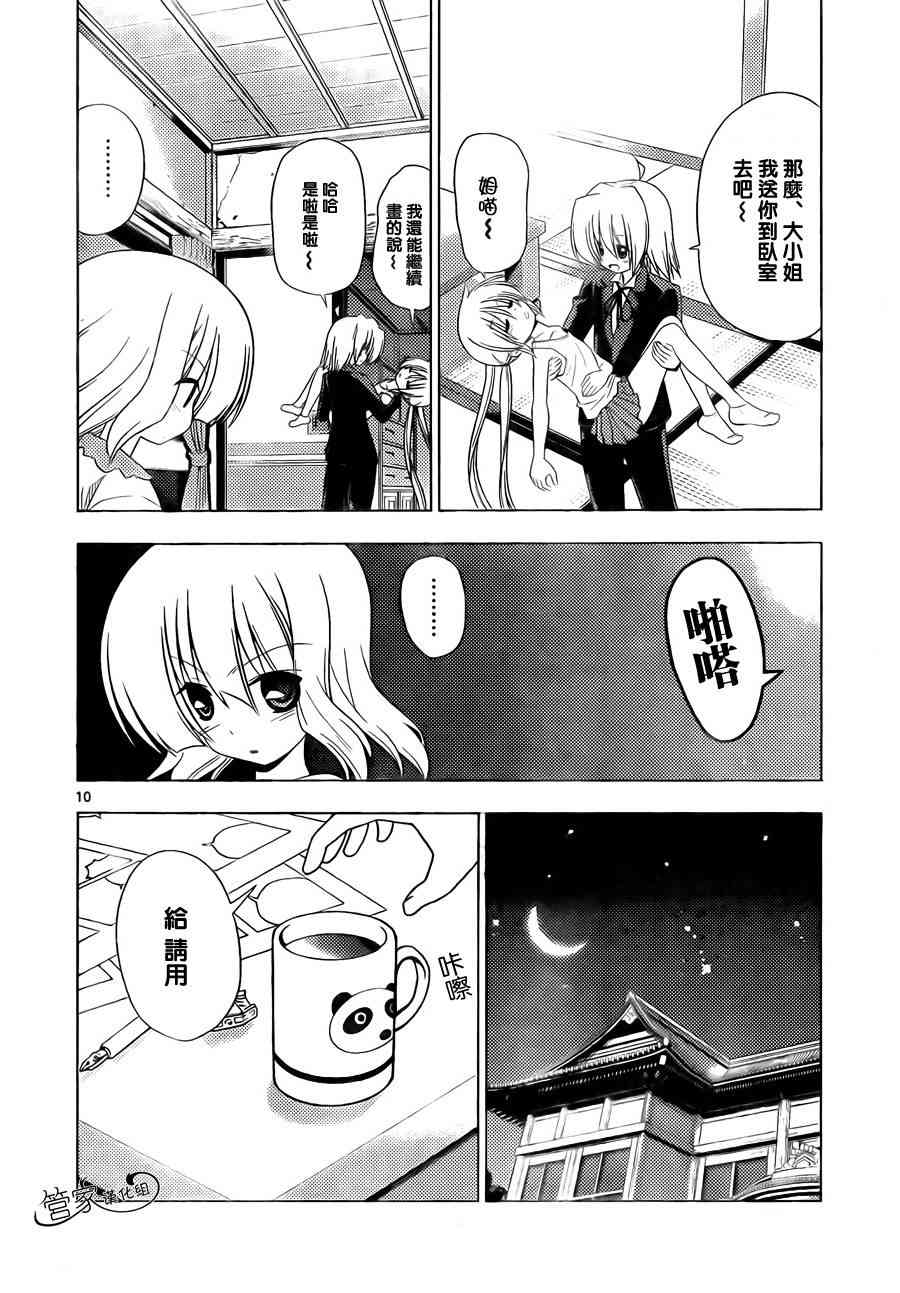 那麼、大小姐
我送你到臥室
去吧～
姆喵～
我還能繼續
畫的說～
哈哈
是啦是啦～
………
啪嗒
………
10
給請用
咔嚓
管家漢化組